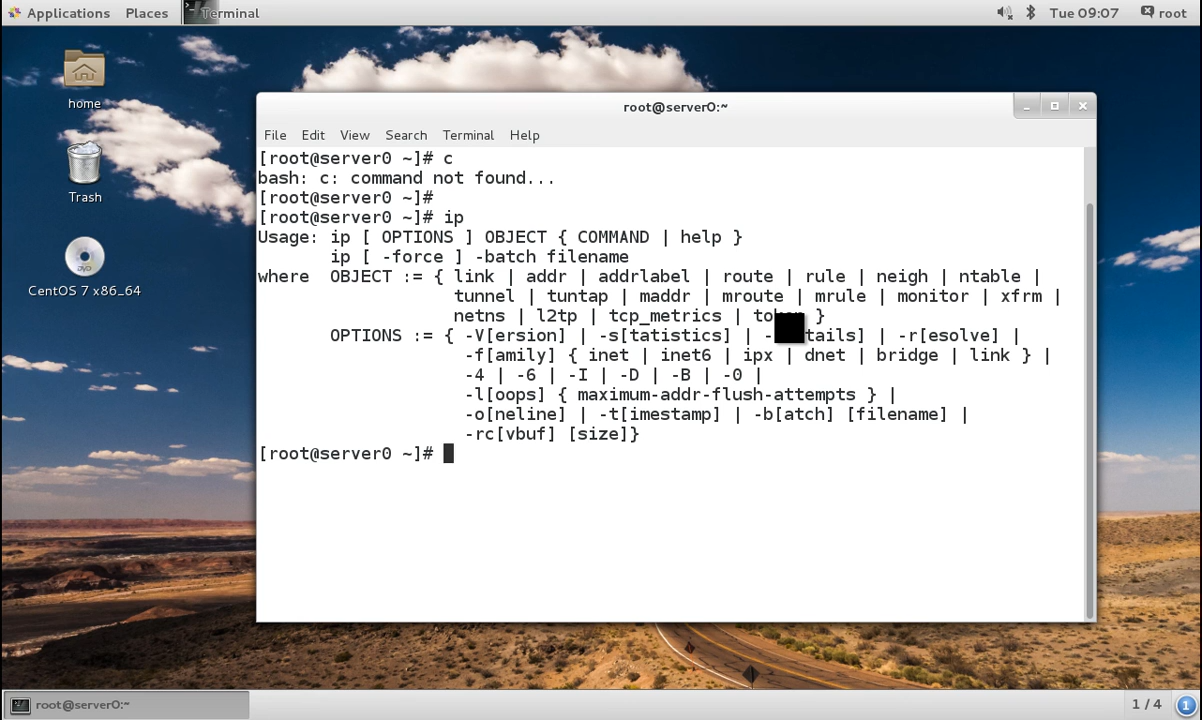 Applications Places Terminal Tue 09:07 root
home
Trash
DVD
CentOS 7 x86_64
root@server0:~
File Edit View Search Terminal Help
[root@server0 ~]# c
bash: c: command not found...
[root@server0 ~]#
[root@server0 ~]# ip
Usage: ip [ OPTIONS ] OBJECT { COMMAND | help }
ip [ -force ] -batch filename
where OBJECT := { link | addr | addrlabel | route | rule | neigh | ntable |
tunnel | tuntap | maddr | mroute | mrule | monitor | xfrm |
netns | l2tp | tcp_metrics | token }
OPTIONS := { -V[ersion] | -s[tatistics] | - tails] | -r[esolve] |
-f[amily] { inet | inet6 | ipx | dnet | bridge | link } |
-4 | -6 | -I | -D | -B | -0 |
-l[oops] { maximum-addr-flush-attempts } |
-o[neline] | -t[imestamp] | -b[atch] [filename] |
-rc[vbuf] [size]}
[root@server0 ~]#
root@server0:~ 1 / 4 1